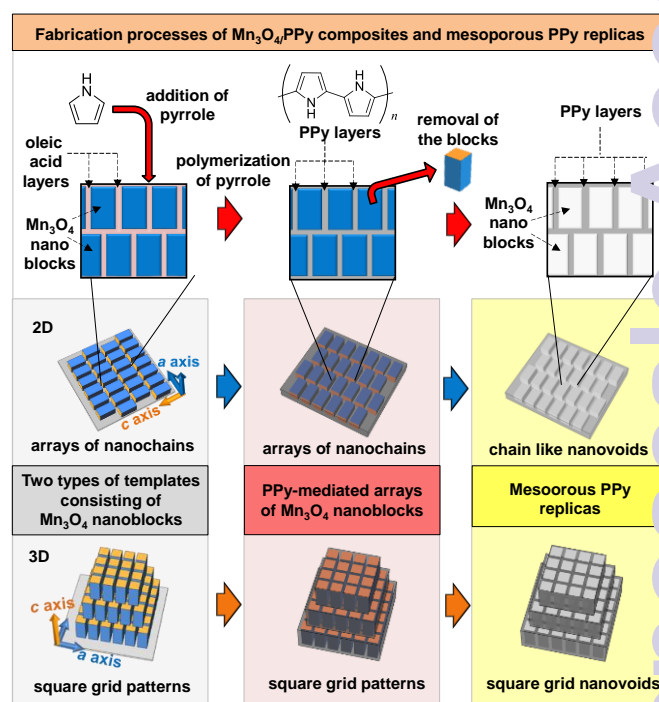 Fabrication processes of Mn₃O₄/PPy composites and mesoporous PPy replicas
H
N
addition of
pyrrole
oleic
acid
layers
Mn₃O₄
nano
blocks
polymerization
of pyrrole
H
N
N
H
n
PPy layers
removal of
the blocks
PPy layers
Mn₃O₄
nano
blocks
2D
a axis
c axis
arrays of nanochains
arrays of nanochains
chain like nanovoids
Two types of templates
consisting of
Mn₃O₄ nanoblocks
PPy-mediated arrays
of Mn₃O₄ nanoblocks
Mesoorous PPy
replicas
3D
c axis
a axis
square grid patterns
square grid patterns
square grid nanovoids